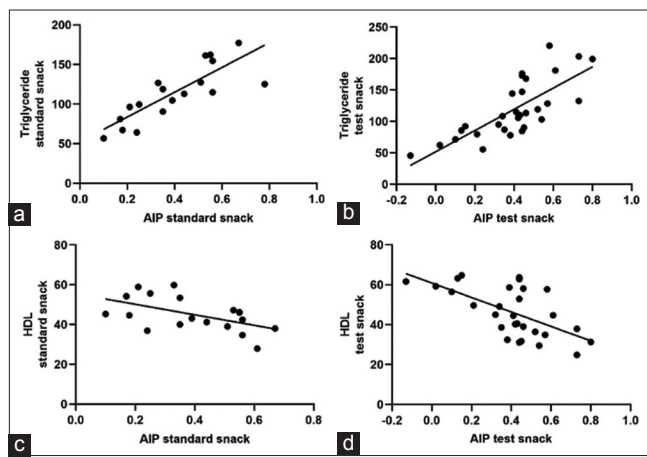 200
150
100
50
0
0.0 0.2 0.4 0.6 0.8 1.0
Triglyceride
standard snack
AIP standard snack
a
250
200
150
100
50
0
-0.2 0.0 0.2 0.4 0.6 0.8 1.0
Triglyceride
test snack
AIP test snack
b
80
60
40
20
0
0.0 0.2 0.4 0.6 0.8
HDL
standard snack
AIP standard snack
c
80
60
40
20
0
-0.2 0.0 0.2 0.4 0.6 0.8 1.0
HDL
test snack
AIP test snack
d